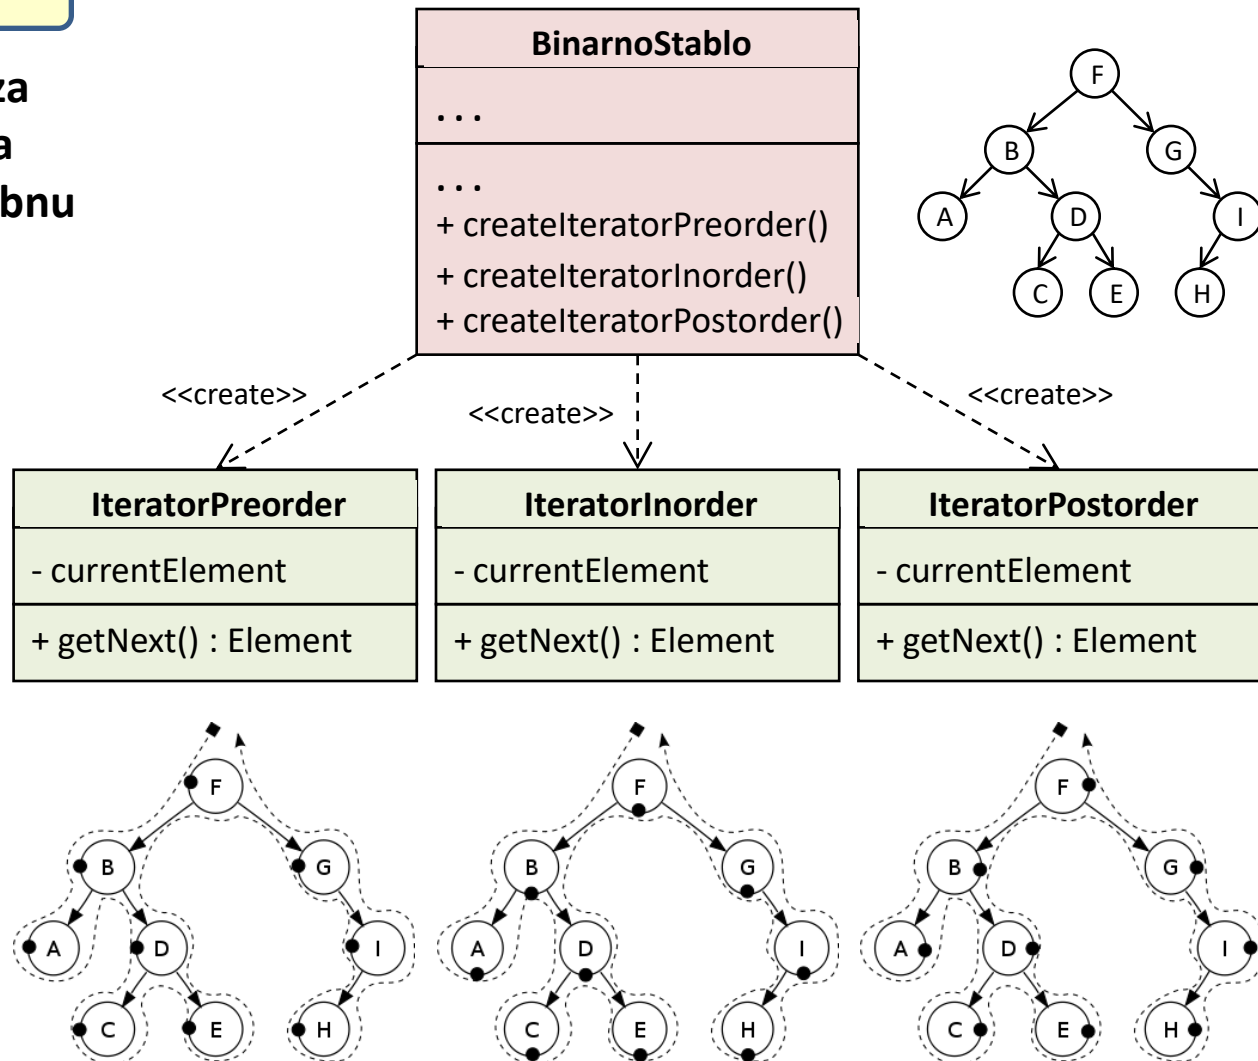 za
a
bnu
BinarnoStablo
. . .
. . .
+ createIteratorPreorder()
+ createIteratorInorder()
+ createIteratorPostorder()
F
B G
A D I
C E H
<<create>>
<<create>>
<<create>>
IteratorPreorder
- currentElement
+ getNext() : Element
IteratorInorder
- currentElement
+ getNext() : Element
IteratorPostorder
- currentElement
+ getNext() : Element
F
B G
A D I
C E H
F
B G
A D I
C E H
F
B G
A D I
C E H